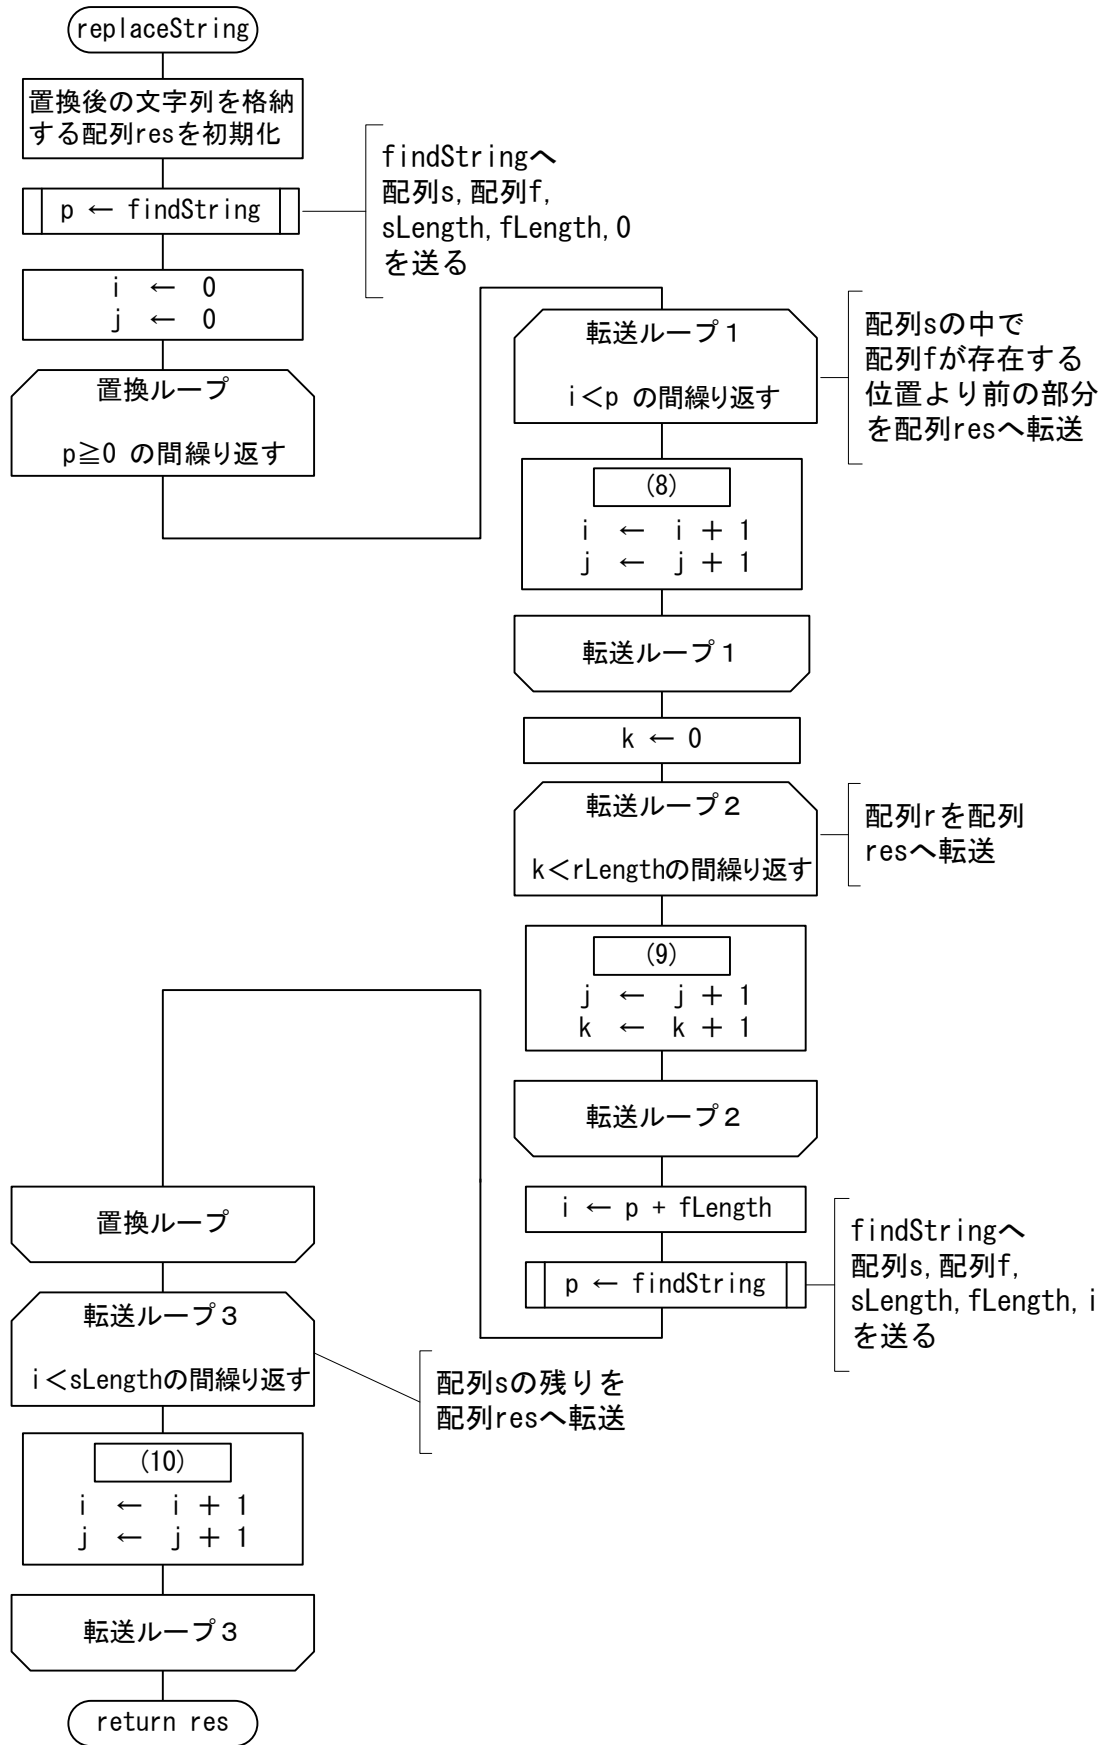 replaceString
置換後の文字列を格納
する配列resを初期化
p ← findString
findStringへ
配列s,配列f,
sLength,fLength,0
を送る
i ← 0
j ← 0
置換ループ
p≧0 の間繰り返す
転送ループ1
i＜p の間繰り返す
配列sの中で
配列fが存在する
位置より前の部分
を配列resへ転送
(8)
i ← i ＋ 1
j ← j ＋ 1
転送ループ1
k ← 0
転送ループ2
k＜rLengthの間繰り返す
配列rを配列
resへ転送
(9)
j ← j ＋ 1
k ← k ＋ 1
転送ループ2
i ← p + fLength
p ← findString
findStringへ
配列s,配列f,
sLength,fLength,i
を送る
置換ループ
転送ループ3
i＜sLengthの間繰り返す
配列sの残りを
配列resへ転送
(10)
i ← i ＋ 1
j ← j ＋ 1
転送ループ3
return res